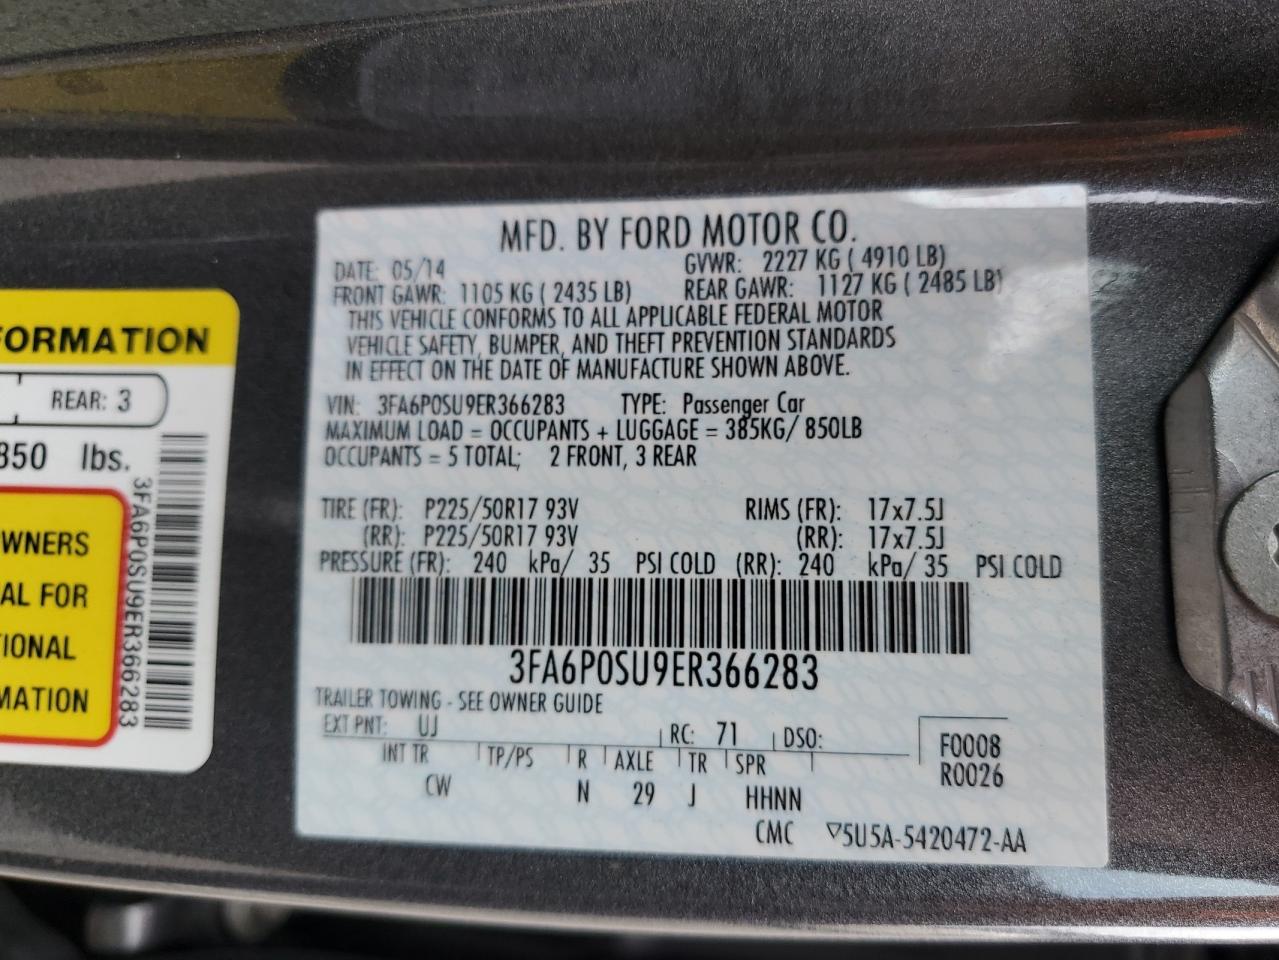 MFD. BY FORD MOTOR CO.
DATE: 05/14 GVWR: 2227 KG ( 4910 LB)
FRONT GAWR: 1105 KG ( 2435 LB) REAR GAWR: 1127 KG ( 2485 LB)
THIS VEHICLE CONFORMS TO ALL APPLICABLE FEDERAL MOTOR
VEHICLE SAFETY, BUMPER, AND THEFT PREVENTION STANDARDS
IN EFFECT ON THE DATE OF MANUFACTURE SHOWN ABOVE.
VIN: 3FA6P0SU9ER366283 TYPE: Passenger Car
MAXIMUM LOAD = OCCUPANTS + LUGGAGE = 385KG/ 850LB
OCCUPANTS = 5 TOTAL; 2 FRONT, 3 REAR
TIRE (FR): P225/50R17 93V RIMS (FR): 17x7.5J
(RR): P225/50R17 93V (RR): 17x7.5J
PRESSURE (FR): 240 kPa/ 35 PSI COLD (RR): 240 kPa/ 35 PSI COLD
3FA6P0SU9ER366283
TRAILER TOWING - SEE OWNER GUIDE
EXT PNT: UJ RC: 71 DSO:
INT TR TP/PS R AXLE TR SPR
CW N 29 J HHNN
F0008
R0026
CMC ▽5U5A-5420472-AA
FORMATION
REAR: 3
850 lbs.
WNERS
AL FOR
TIONAL
MATION
3FA6P0SU9ER366283